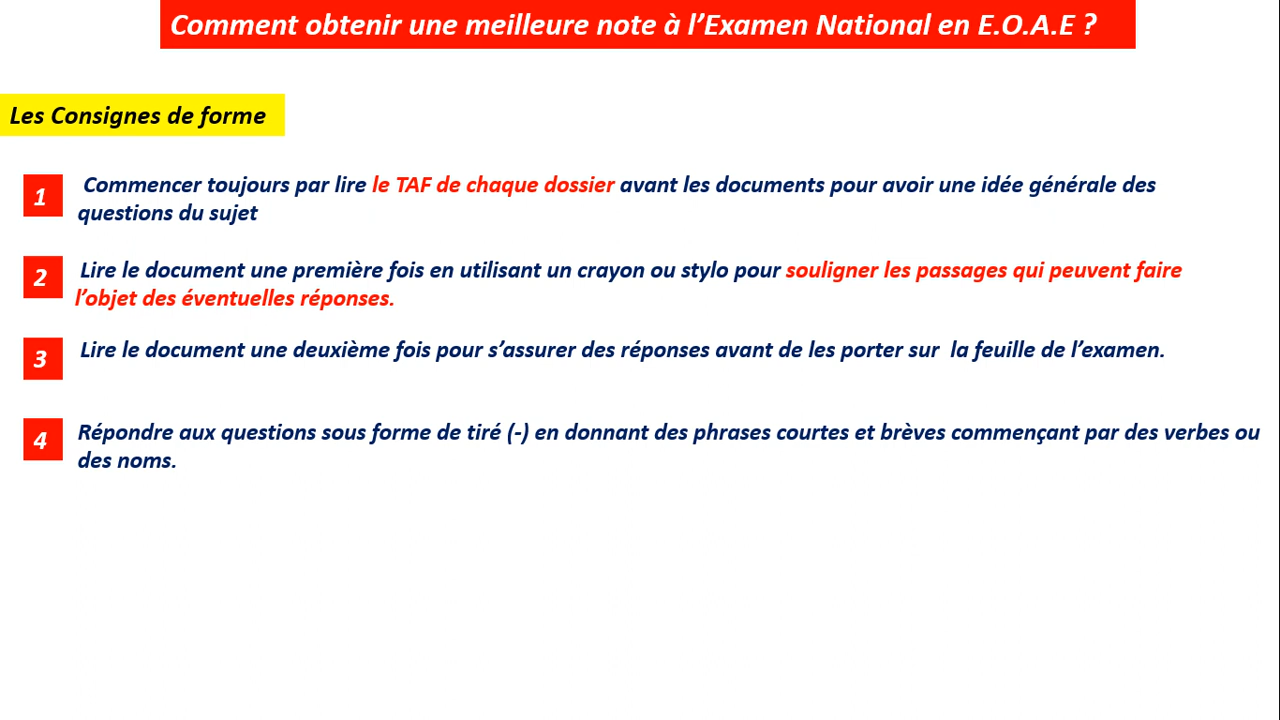 Comment obtenir une meilleure note à l’Examen National en E.O.A.E ?
Les Consignes de forme
1 Commencer toujours par lire le TAF de chaque dossier avant les documents pour avoir une idée générale des
questions du sujet
2 Lire le document une première fois en utilisant un crayon ou stylo pour souligner les passages qui peuvent faire
l’objet des éventuelles réponses.
3 Lire le document une deuxième fois pour s’assurer des réponses avant de les porter sur la feuille de l’examen.
4 Répondre aux questions sous forme de tiré (-) en donnant des phrases courtes et brèves commençant par des verbes ou
des noms.